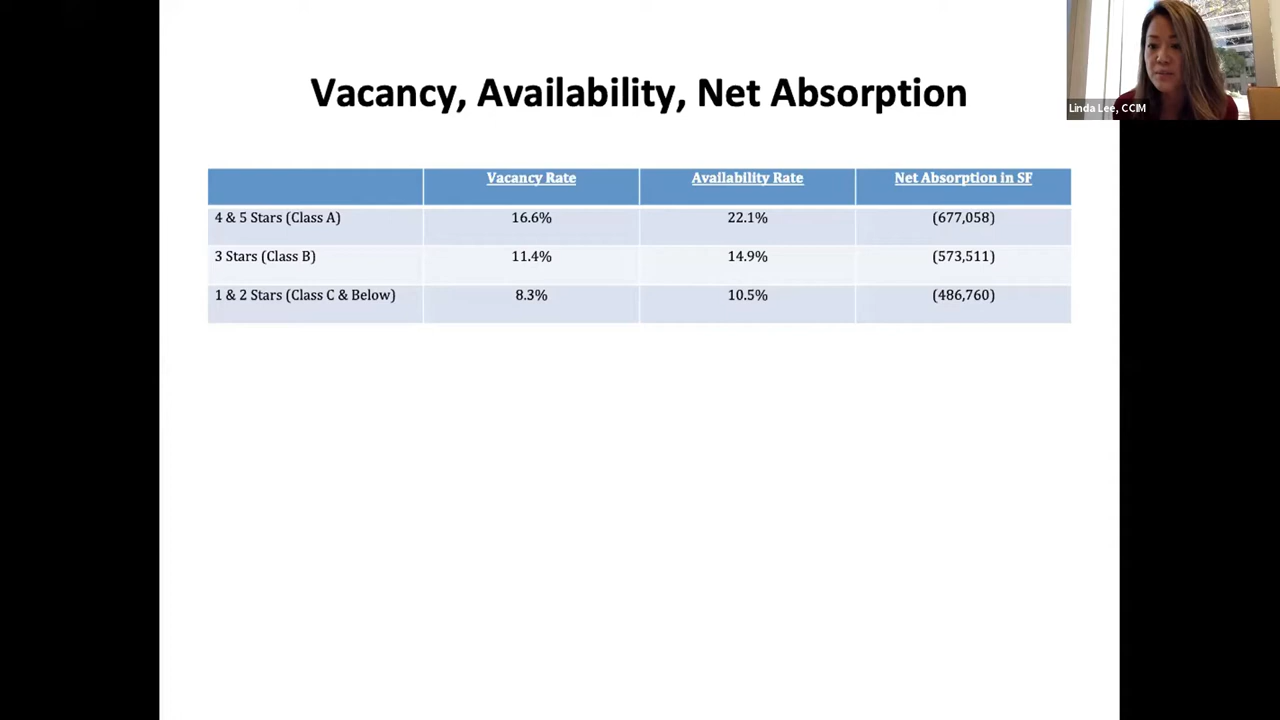 Vacancy, Availability, Net Absorption
Linda Lee, CCIM
Vacancy Rate Availability Rate Net Absorption in SF
4 & 5 Stars (Class A) 16.6% 22.1% (677,058)
3 Stars (Class B) 11.4% 14.9% (573,511)
1 & 2 Stars (Class C & Below) 8.3% 10.5% (486,760)